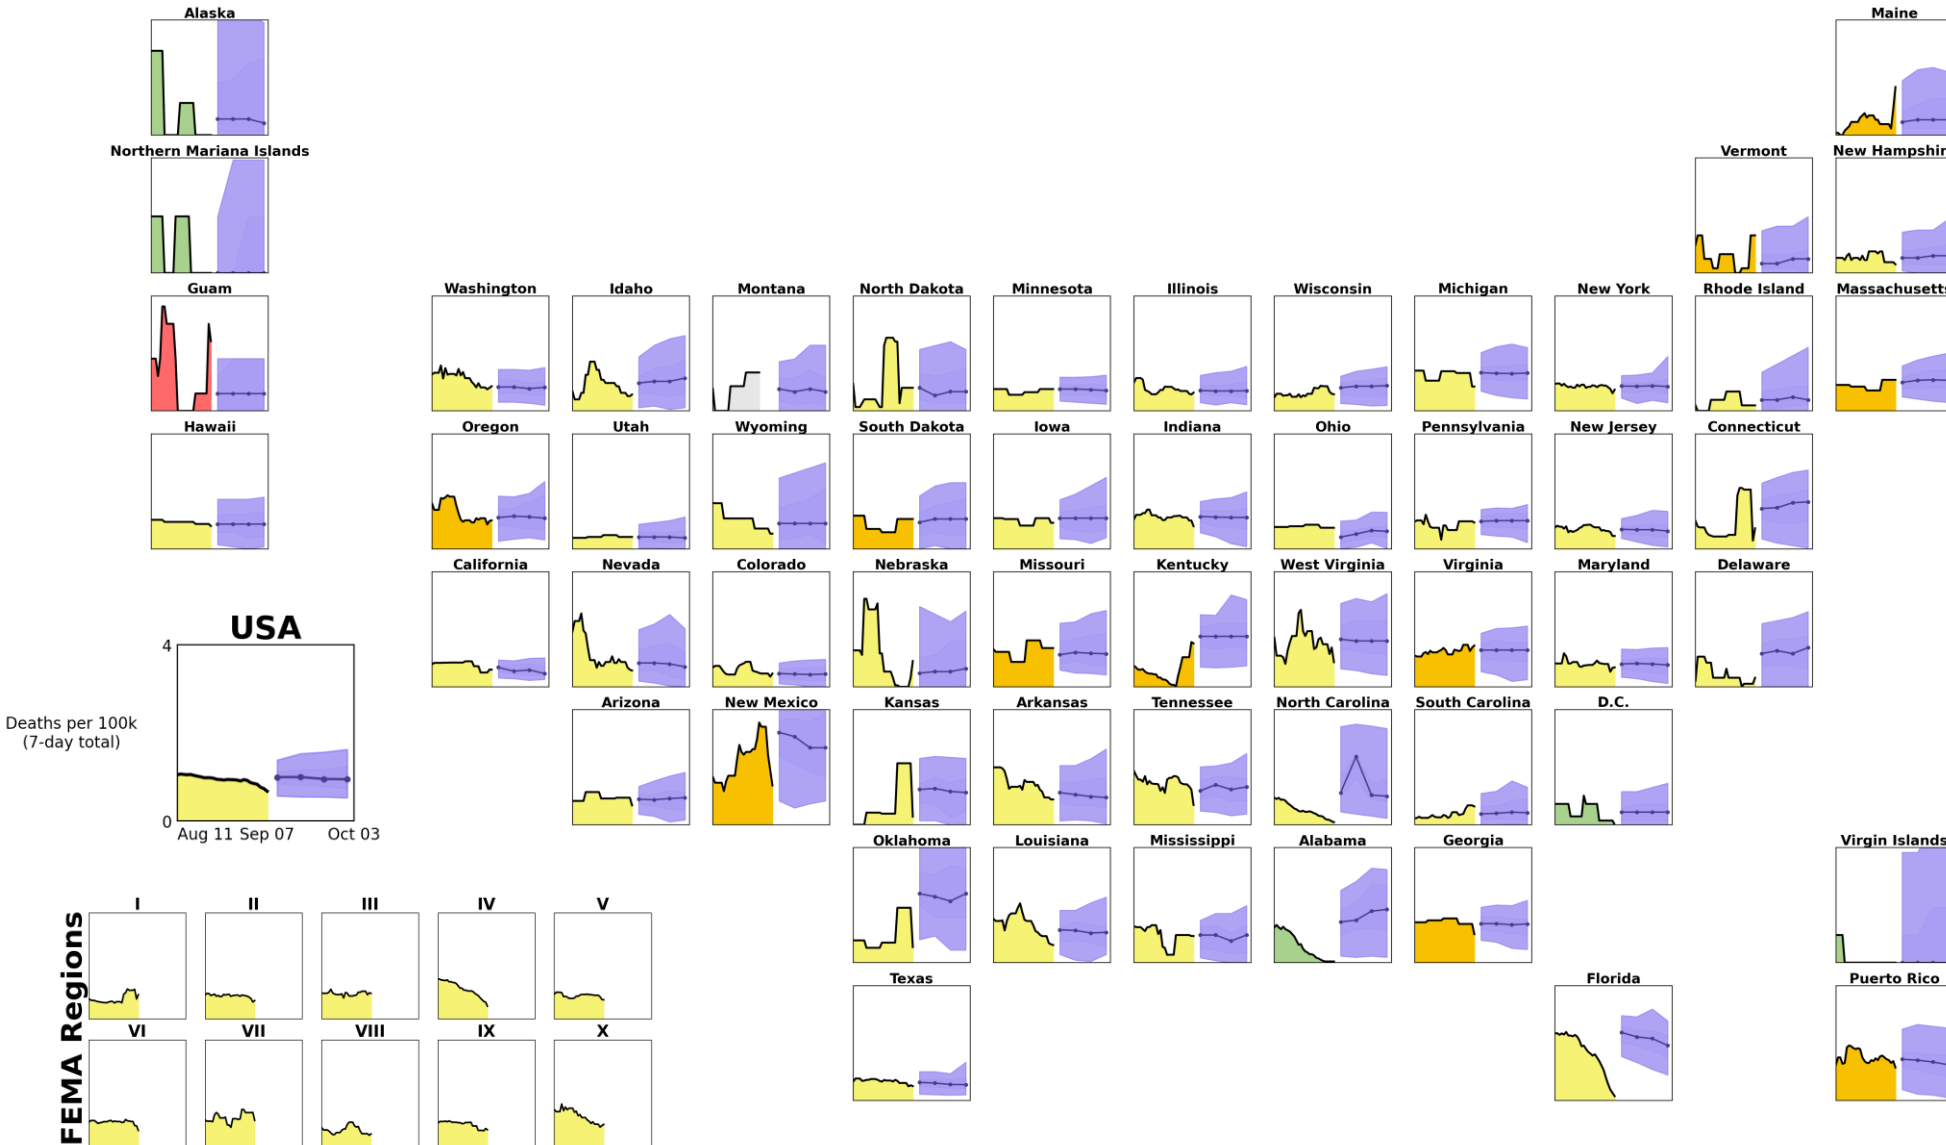 Alaska
Maine
Northern Mariana Islands
Vermont
New Hampshir
Guam
Washington
Idaho
Montana
North Dakota
Minnesota
Illinois
Wisconsin
Michigan
New York
Rhode Island
Massachusetts
Hawaii
Oregon
Utah
Wyoming
South Dakota
Iowa
Indiana
Ohio
Pennsylvania
New Jersey
Connecticut
California
Nevada
Colorado
Nebraska
Missouri
Kentucky
West Virginia
Virginia
Maryland
Delaware
USA
4
Deaths per 100k
(7-day total)
0
Aug 11 Sep 07 Oct 03
Arizona
New Mexico
Kansas
Arkansas
Tennessee
North Carolina
South Carolina
D.C.
Oklahoma
Louisiana
Mississippi
Alabama
Georgia
Virgin Islands
Texas
Florida
Puerto Rico
FEMA Regions
I
II
III
IV
V
VI
VII
VIII
IX
X